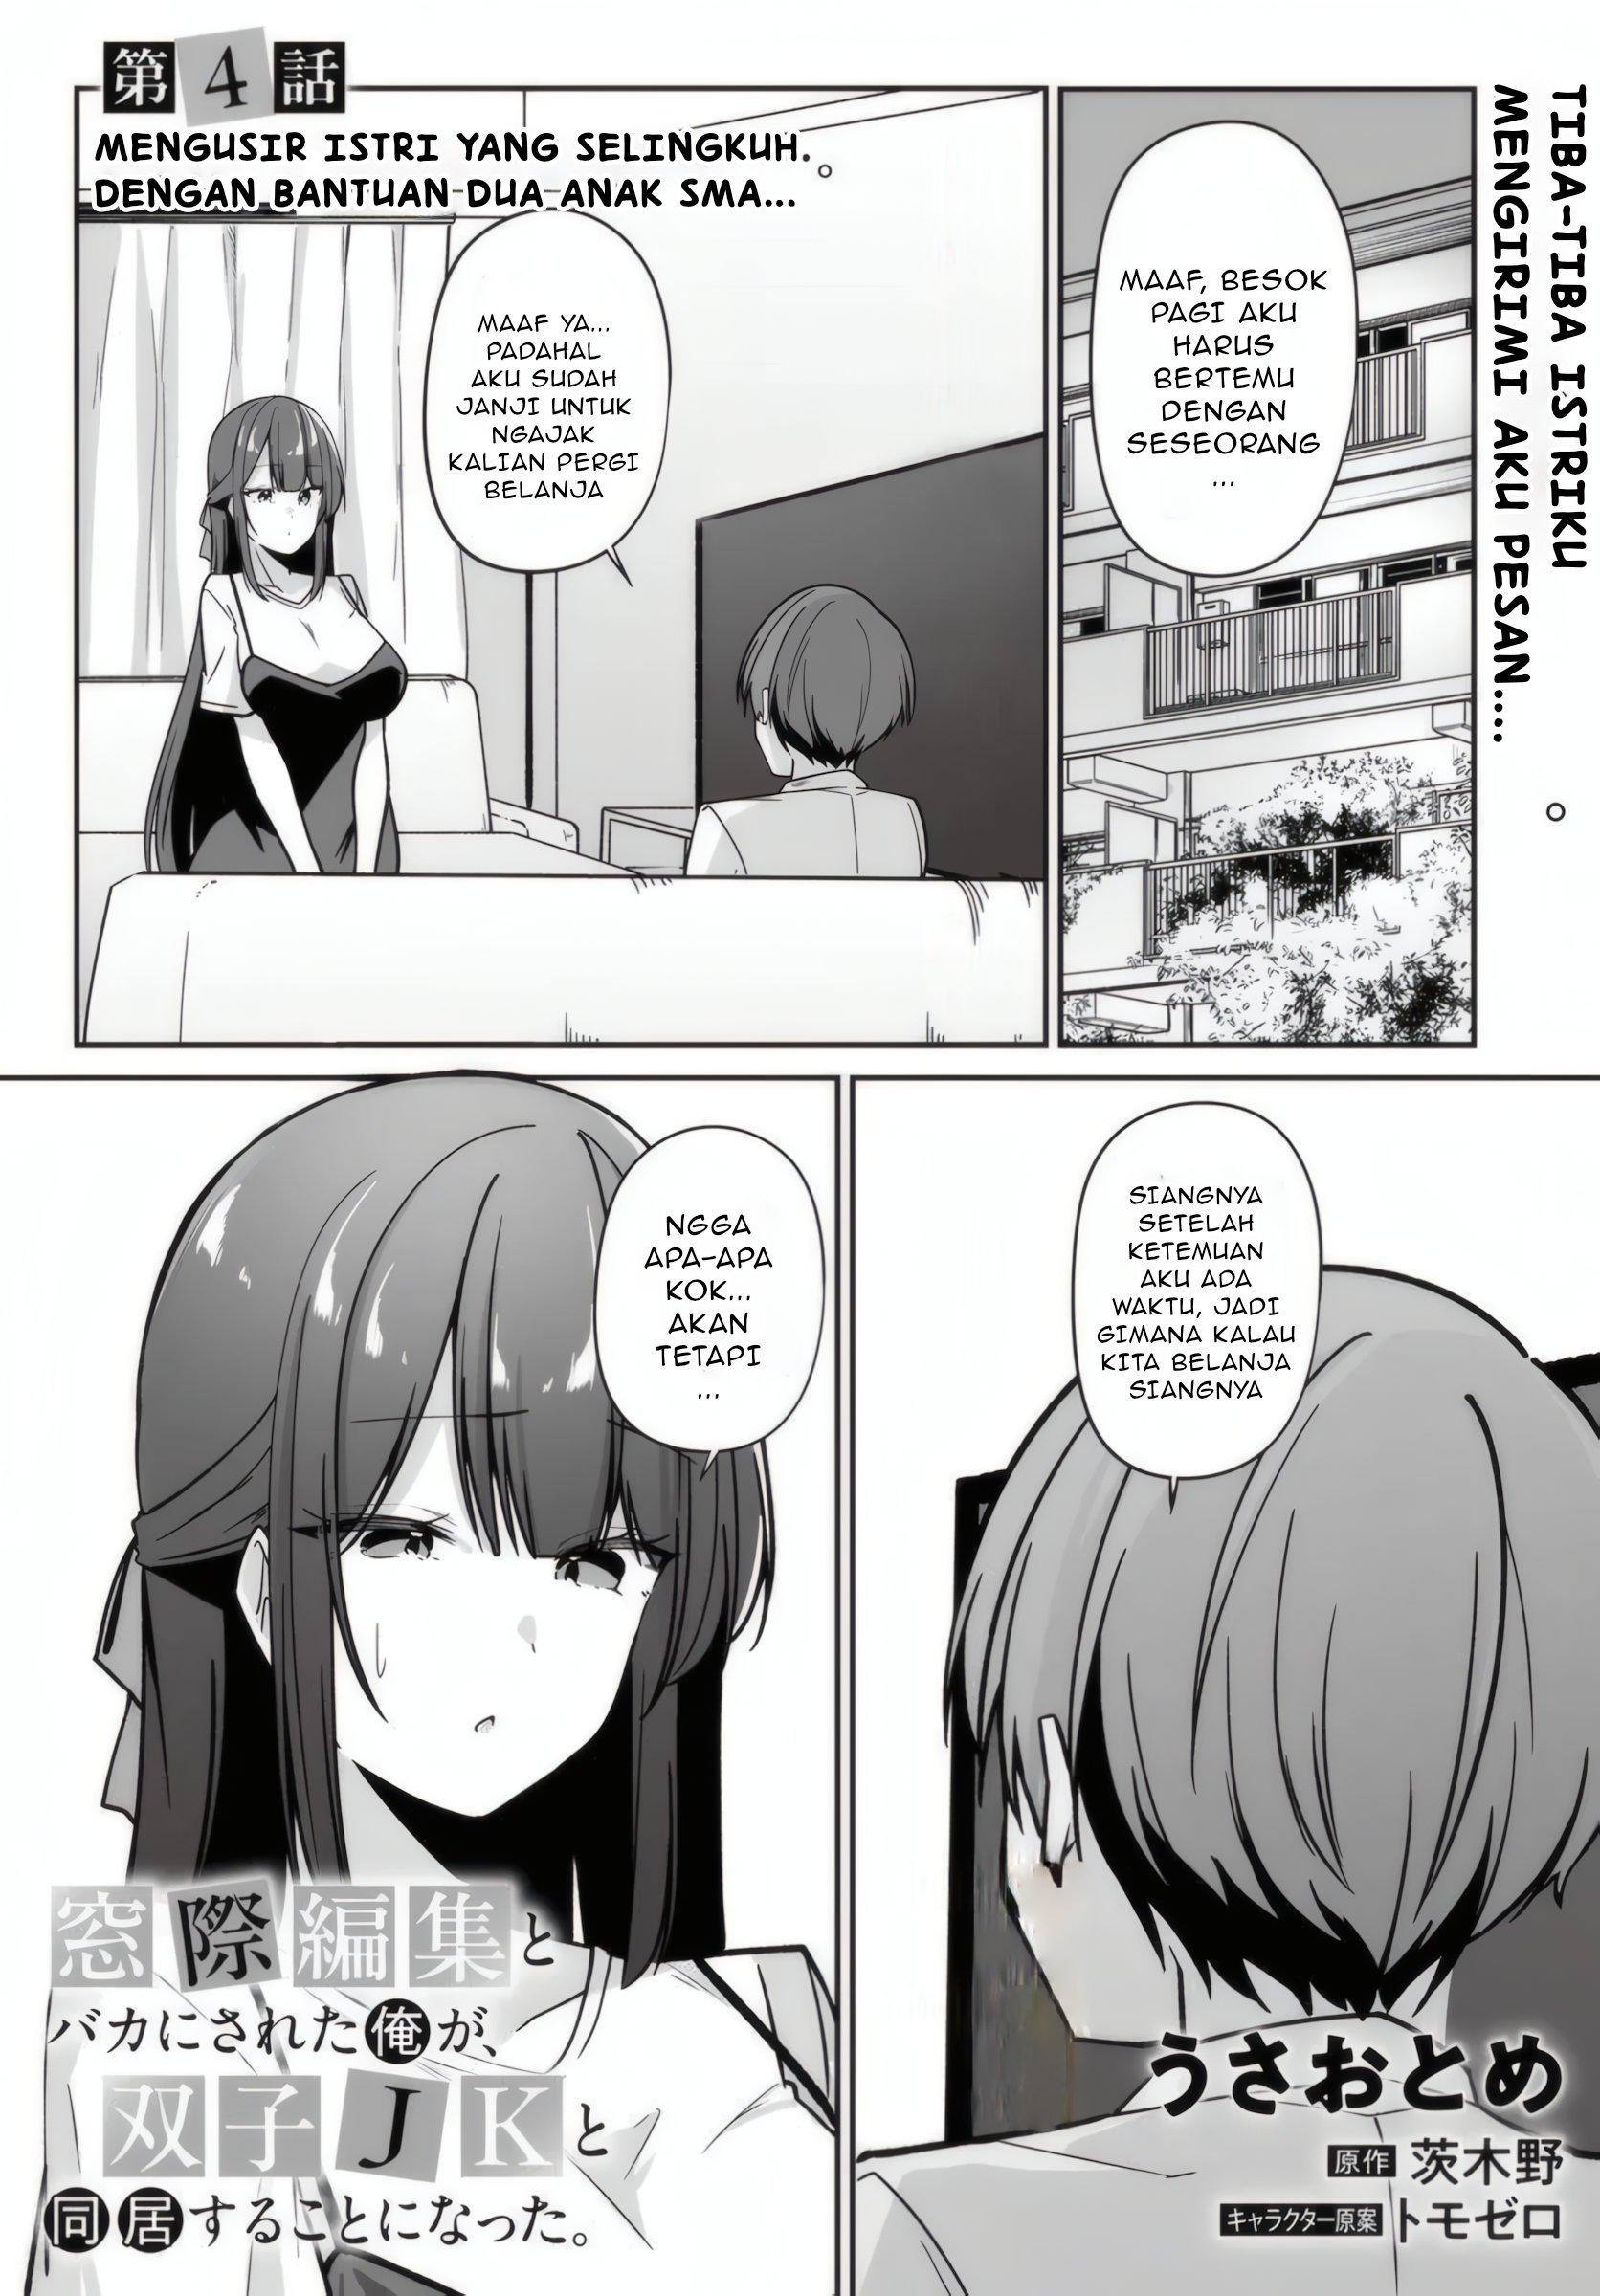 第4話
MENGUSIR ISTRI YANG SELINGKUH.
DENGAN BANTUAN DUA ANAK SMA...
TIBA-TIBA ISTRIKU
MENGIRIMI AKU PESAN.....
MAAF, BESOK
PAGI AKU
HARUS
BERTEMU
DENGAN
SESEORANG
...
MAAF YA...
PADAHAL
AKU SUDAH
JANJI UNTUK
NGAJAK
KALIAN PERGI
BELANJA
SIANGNYA
SETELAH
KETEMUAN
AKU ADA
WAKTU, JADI
GIMANA KALAU
KITA BELANJA
SIANGNYA
NGGA
APA-APA
KOK...
AKAN
TETAPI
...
窓際編集と
バカにされた俺が、
双子JKと
同居することになった。
うさおとめ
原作 茨木野
キャラクター原案 トモゼロ